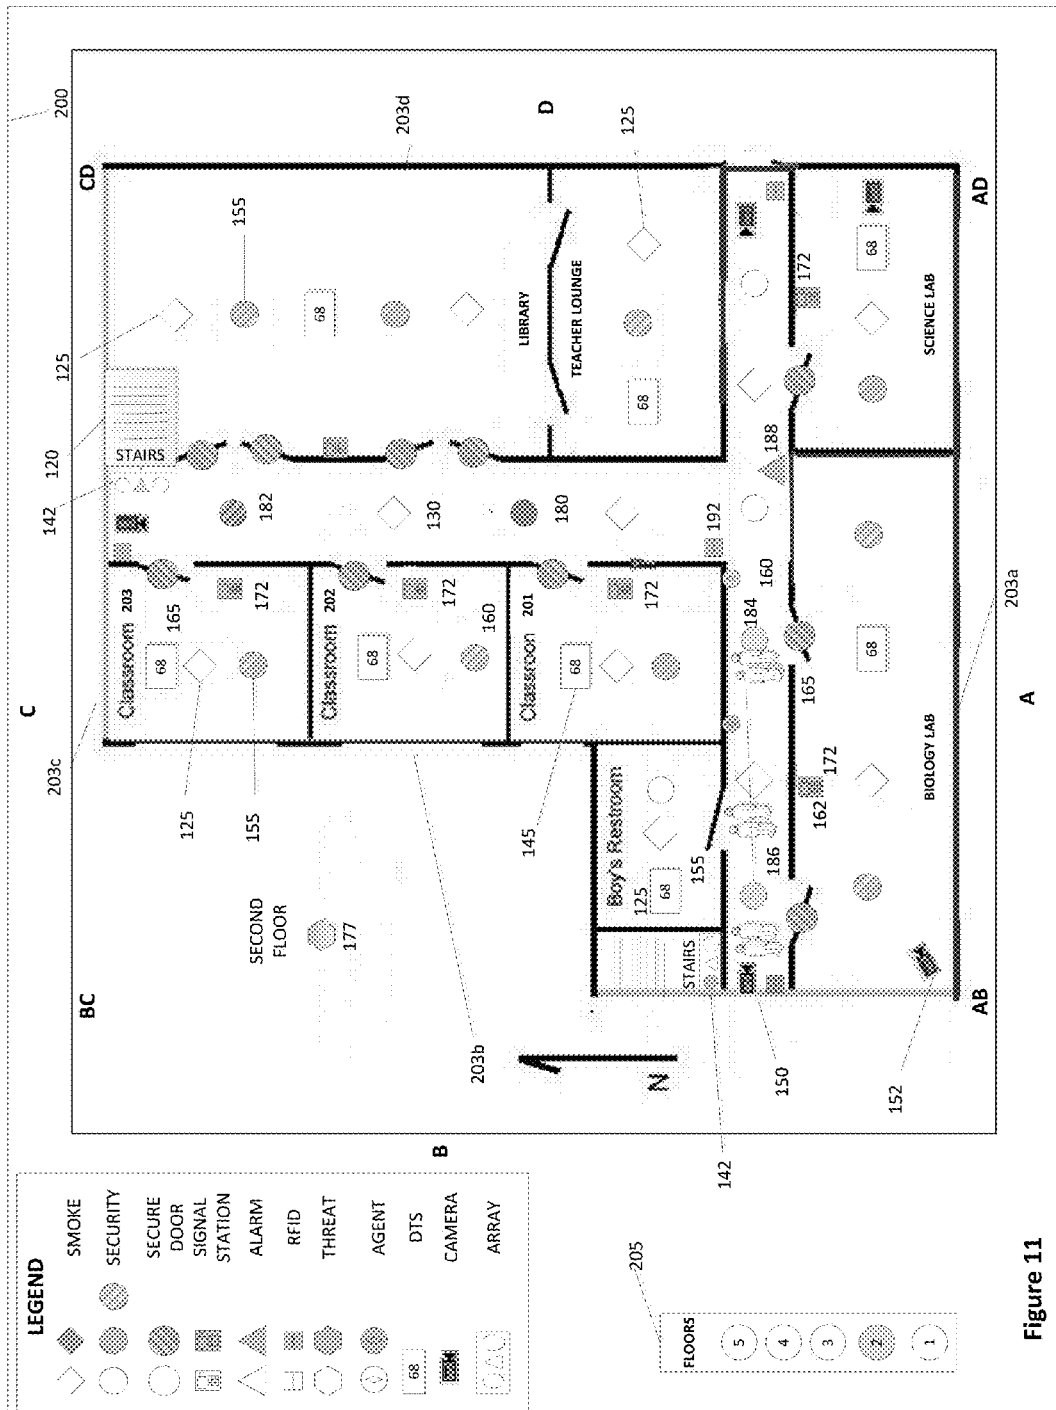 200
CD
203d
D
125
155
125
120
STAIRS
142
68
LIBRARY
TEACHER LOUNGE
68
68
172
SCIENCE LAB
AD
182
130
180
192
188
160
184
203a
Classroom 203
165
172
68
125
155
Classroom 202
172
160
68
Classroon 201
172
68
145
C
203c
A
165
68
BIOLOGY LAB
172
162
Boy's Restroom
125
68
155
186
STAIRS
142
SECOND FLOOR
177
BC
AB
203b
N
150
152
B
LEGEND
SMOKE
SECURITY
SECURE DOOR
SIGNAL STATION
ALARM
RFID
THREAT
AGENT
DTS
68
CAMERA
ARRAY
205
FLOORS
5
4
3
2
1
Figure 11